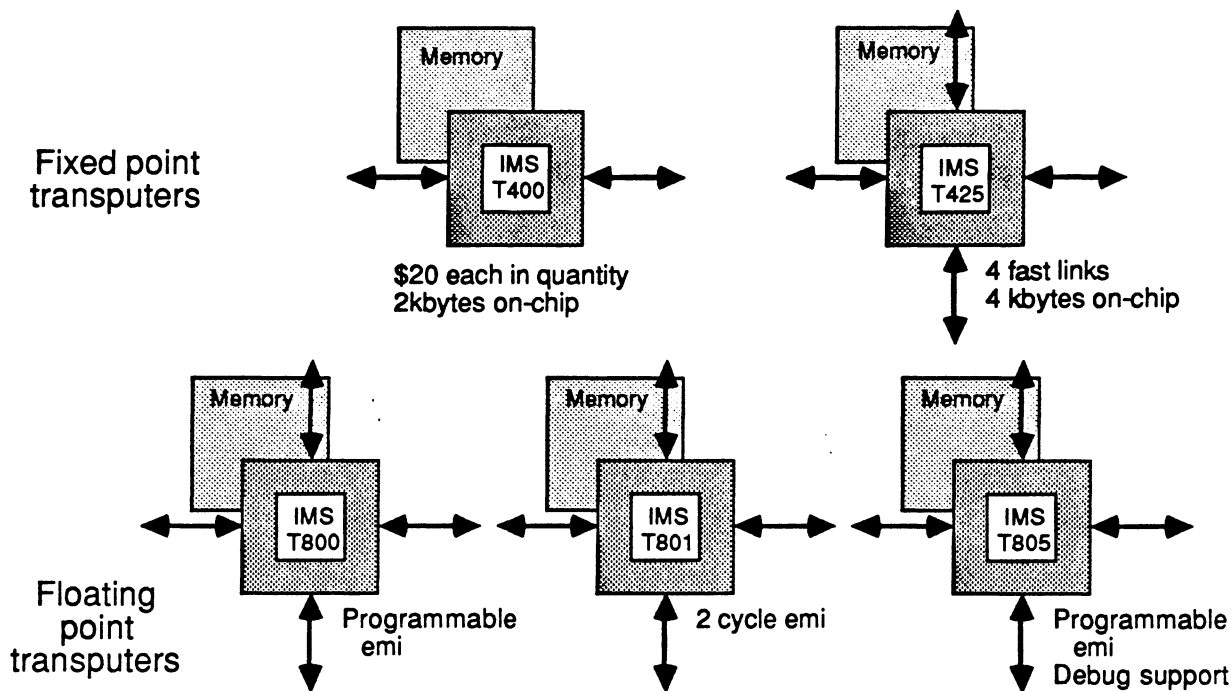 Memory
Memory
Fixed point
transputers
IMS
T400
IMS
T425
$20 each in quantity
2kbytes on-chip
4 fast links
4 kbytes on-chip
Memory
Memory
Memory
IMS
T800
IMS
T801
IMS
T805
Floating
point
transputers
Programmable
emi
2 cycle emi
Programmable
emi
Debug support